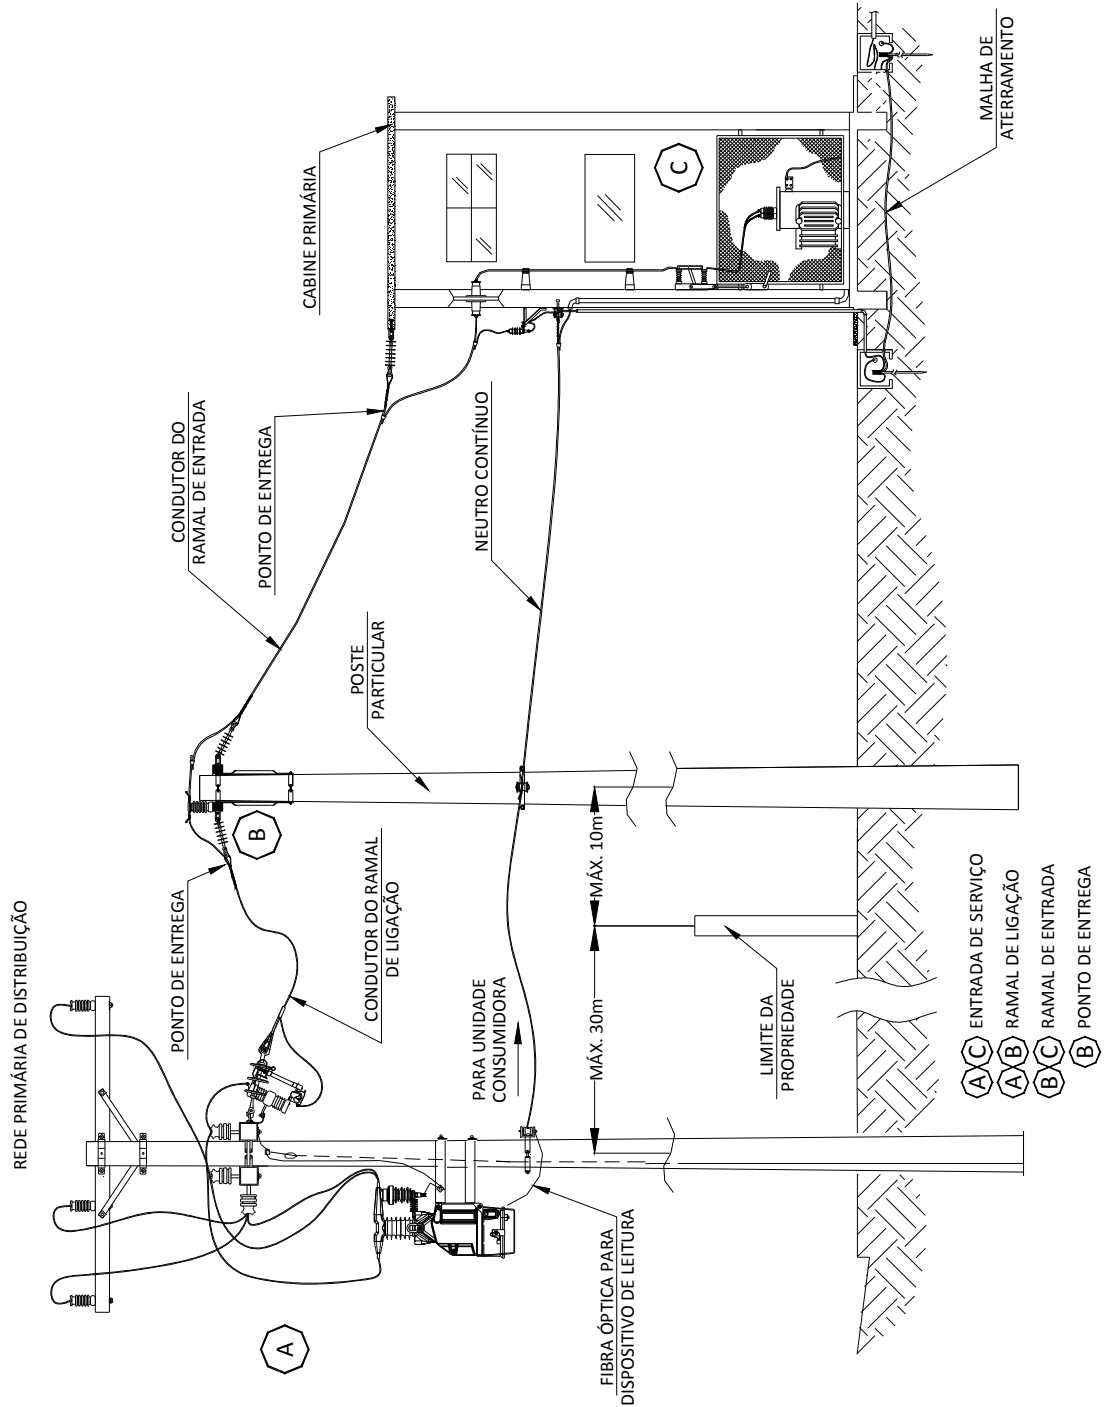 REDE PRIMÁRIA DE DISTRIBUIÇÃO
A
PONTO DE ENTREGA
B
CONDUTOR DO RAMAL
DE LIGAÇÃO
CONDUTOR DO
RAMAL DE ENTRADA
PONTO DE ENTREGA
CABINE PRIMÁRIA
POSTE
PARTICULAR
NEUTRO CONTÍNUO
C
PARA UNIDADE
CONSUMIDORA
FIBRA ÓPTICA PARA
DISPOSITIVO DE LEITURA
MÁX. 30m
MÁX. 10m
LIMITE DA
PROPRIEDADE
MALHA DE
ATERRAMENTO
A C ENTRADA DE SERVIÇO
A B RAMAL DE LIGAÇÃO
B C RAMAL DE ENTRADA
B PONTO DE ENTREGA